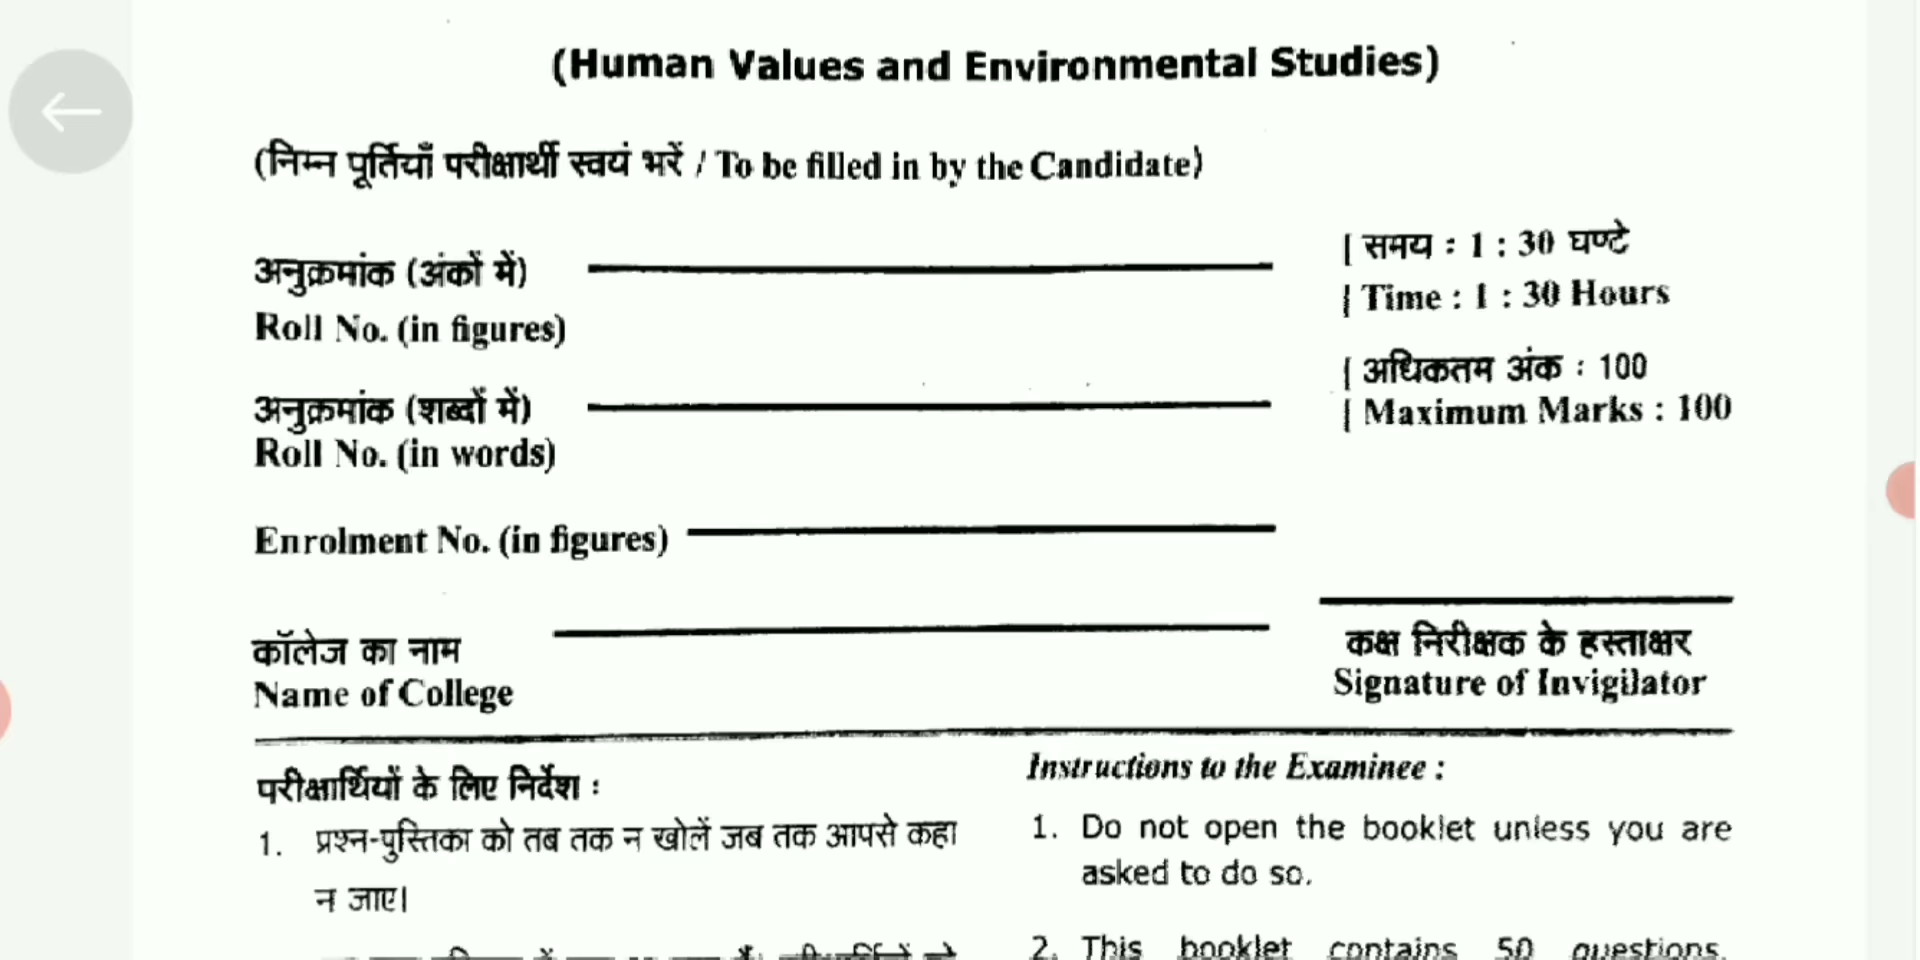 (Human Values and Environmental Studies)
(निम्न पूर्तियाँ परीक्षार्थी स्वयं भरें / To be filled in by the Candidate)
अनुक्रमांक (अंकों में)
Roll No. (in figures)
| समय : 1 : 30 घण्टे
| Time : 1 : 30 Hours
| अधिकतम अंक : 100
| Maximum Marks : 100
अनुक्रमांक (शब्दों में)
Roll No. (in words)
Enrolment No. (in figures)
कॉलेज का नाम
Name of College
कक्ष निरीक्षक के हस्ताक्षर
Signature of Invigilator
परीक्षार्थियों के लिए निर्देश :
1. प्रश्न-पुस्तिका को तब तक न खोलें जब तक आपसे कहा
न जाए।
Instructions to the Examinee :
1. Do not open the booklet unless you are
asked to do so.
2. This booklet contains 50 questions.